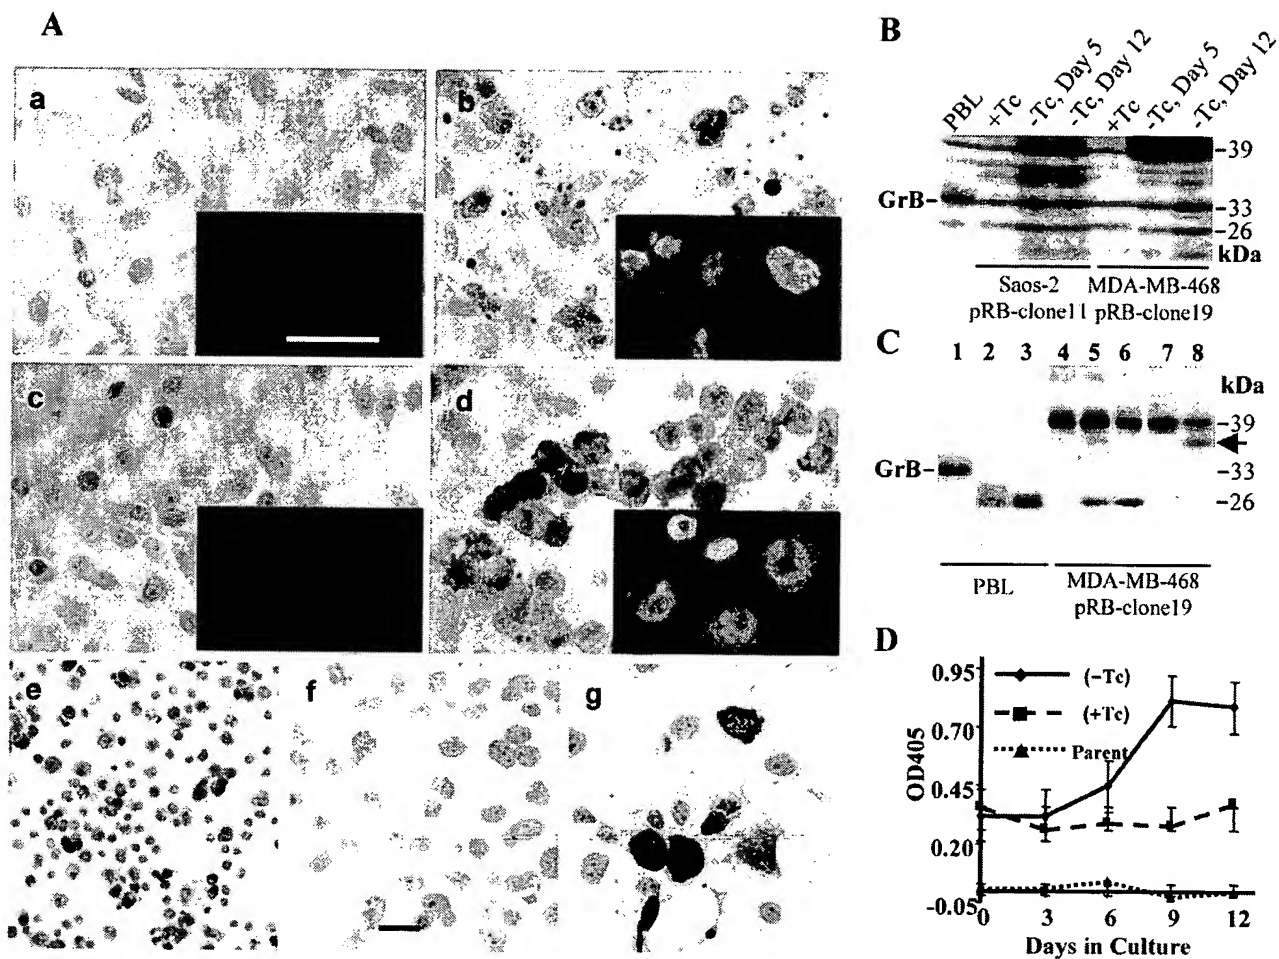 A
a
b
c
d
e
f
g
B
PBL
+Tc
-Tc, Day 5
-Tc, Day 12
+Tc
-Tc, Day 5
-Tc, Day 12
-39
GrB-
-33
-26
kDa
Saos-2
pRB-clone11
MDA-MB-468
pRB-clone19
C
1 2 3 4 5 6 7 8
kDa
-39
GrB-
-33
-26
PBL
MDA-MB-468
pRB-clone19
D
0.95
0.70
0.45
0.20
-0.05
OD405
(-Tc)
(+Tc)
Parent
0 3 6 9 12
Days in Culture